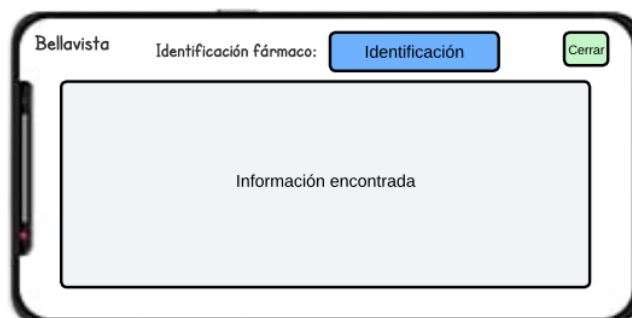 Bellavista
Identificación fármaco:
Identificación
Cerrar
Información encontrada